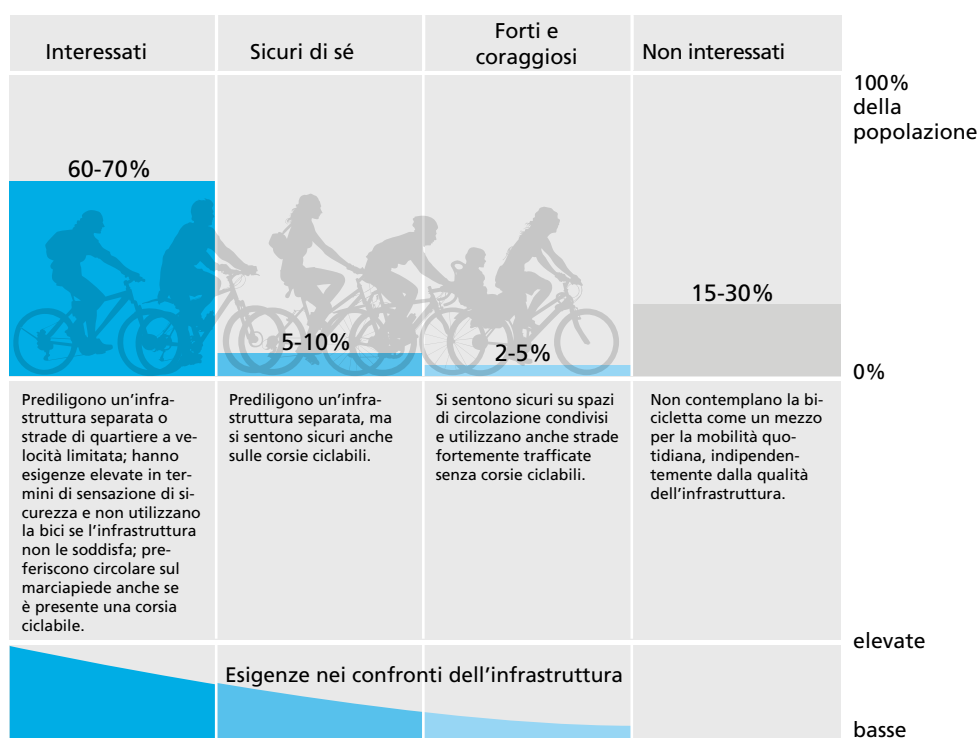 Interessati
Sicuri di sé
Forti e
coraggiosi
Non interessati
100%
della
popolazione
60-70%
5-10%
2-5%
15-30%
0%
Prediligono un'infra-
struttura separata o
strade di quartiere a ve-
locità limitata; hanno
esigenze elevate in ter-
mini di sensazione di si-
curezza e non utilizzano
la bici se l'infrastruttura
non le soddisfa; pre-
feriscono circolare sul
marciapiede anche se
è presente una corsia
ciclabile.
Prediligono un'infra-
struttura separata, ma
si sentono sicuri anche
sulle corsie ciclabili.
Si sentono sicuri su spazi
di circolazione condivisi
e utilizzano anche strade
fortemente trafficate
senza corsie ciclabili.
Non contemplano la bi-
cicletta come un mezzo
per la mobilità quo-
tidiana, indipenden-
temente dalla qualità
dell'infrastruttura.
elevate
Esigenze nei confronti dell'infrastruttura
basse